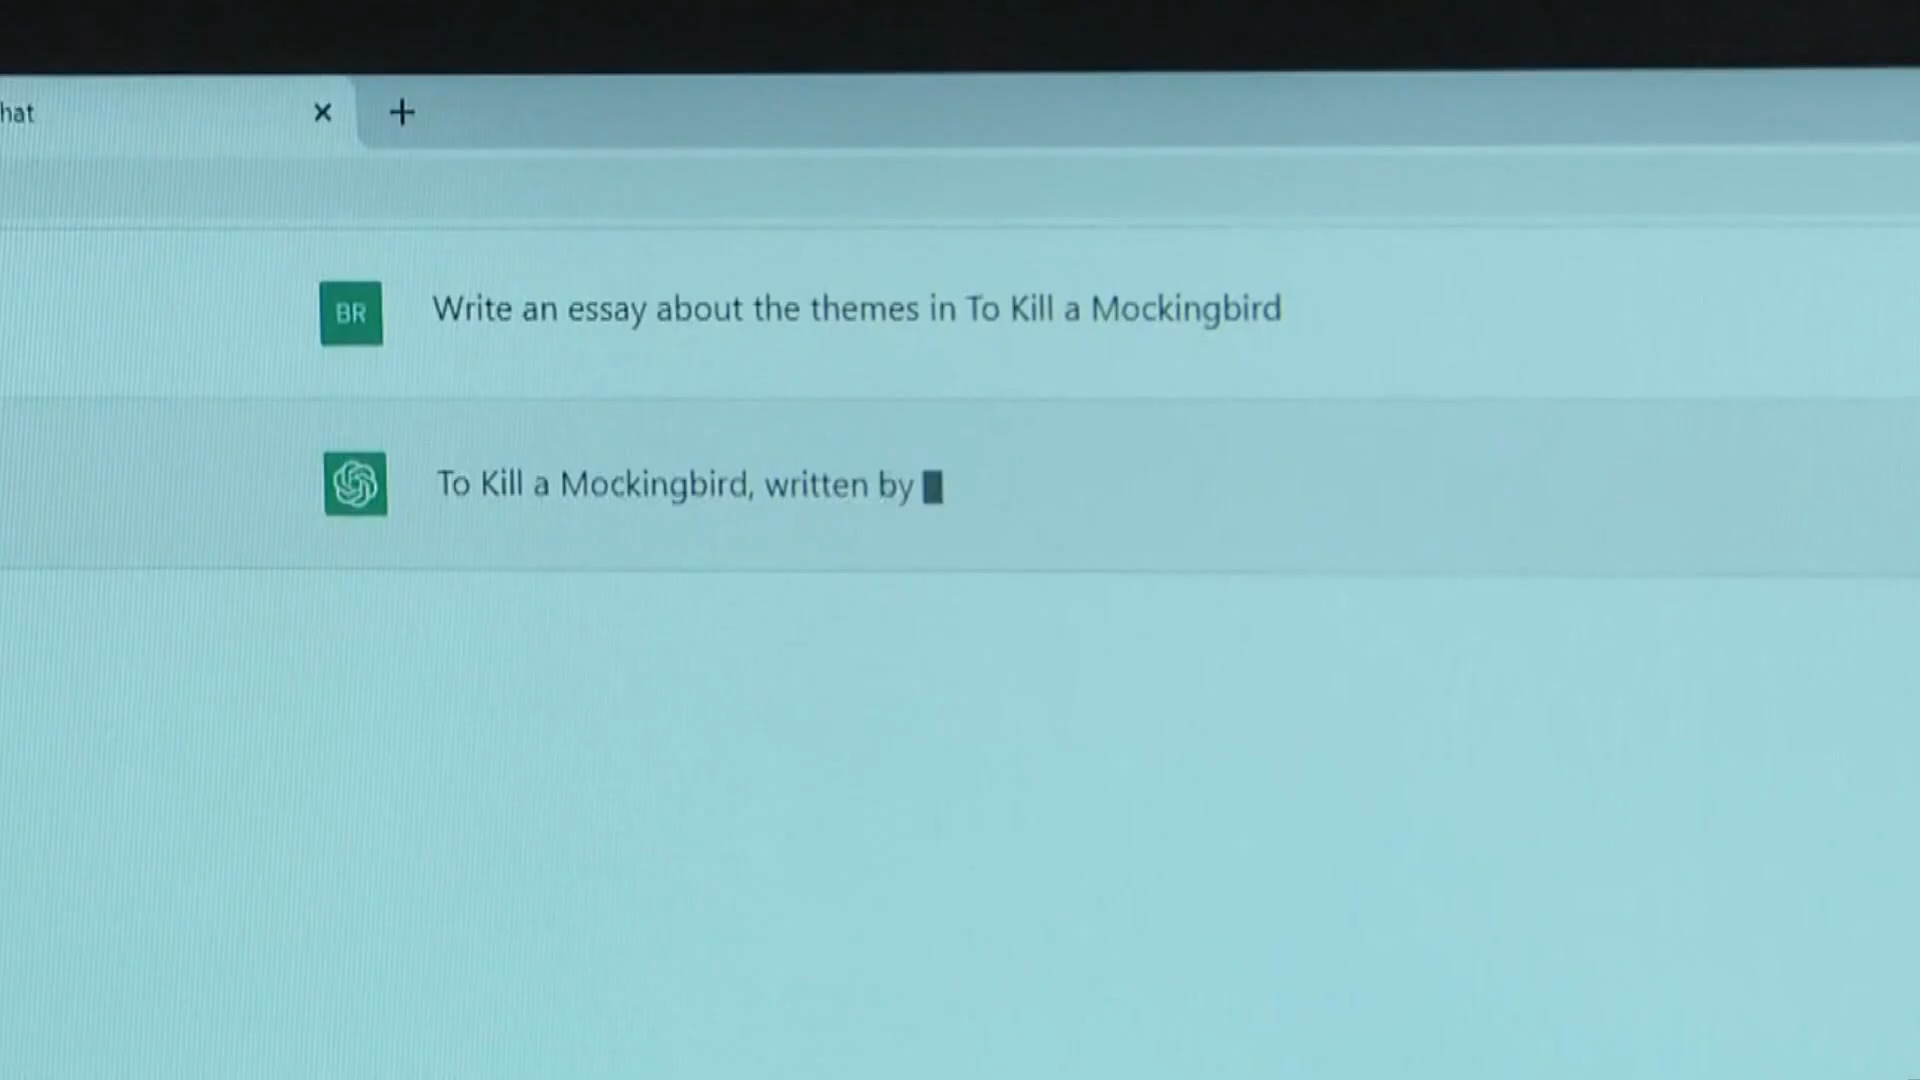 hat
BR
Write an essay about the themes in To Kill a Mockingbird
To Kill a Mockingbird, written by